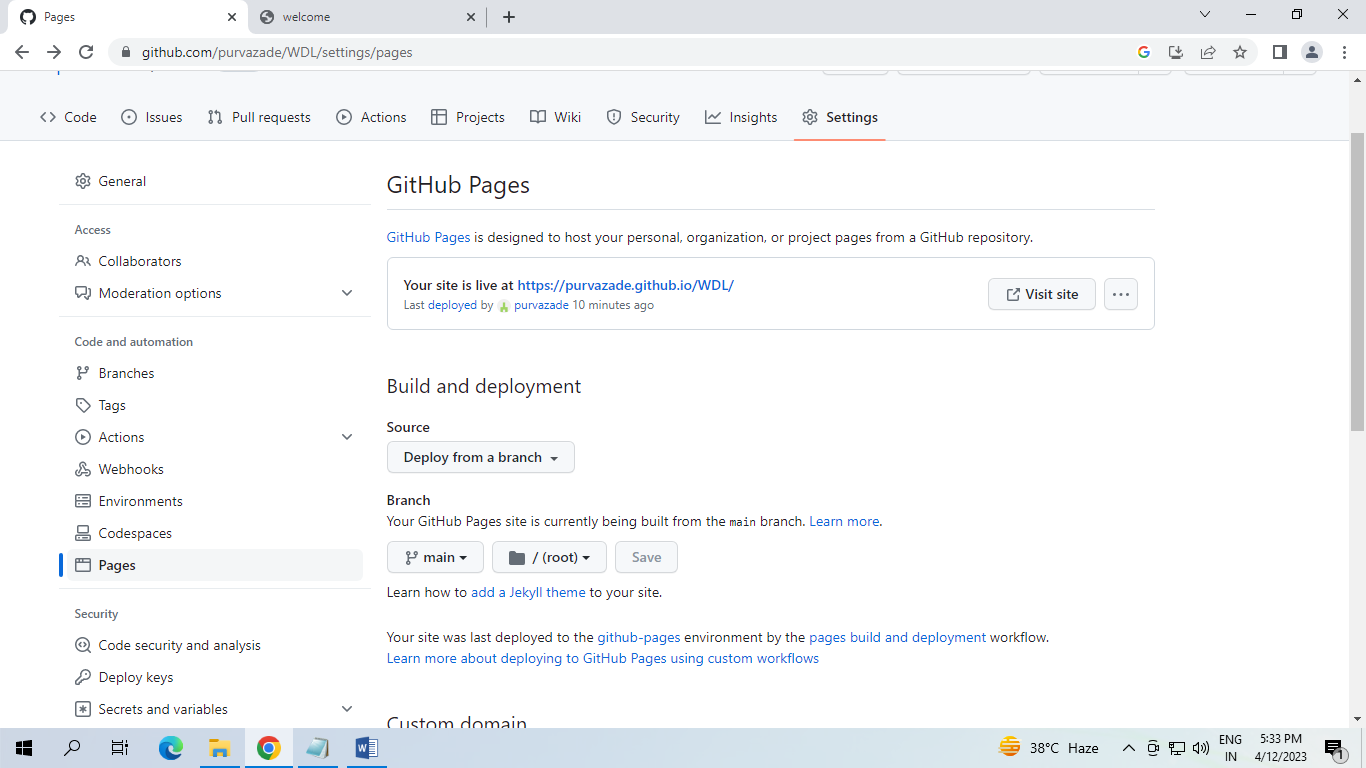 Pages
welcome
github.com/purvazade/WDL/settings/pages
Code Issues Pull requests Actions Projects Wiki Security Insights Settings
General
Access
Collaborators
Moderation options
Code and automation
Branches
Tags
Actions
Webhooks
Environments
Codespaces
Pages
Security
Code security and analysis
Deploy keys
Secrets and variables
GitHub Pages
GitHub Pages is designed to host your personal, organization, or project pages from a GitHub repository.
Your site is live at https://purvazade.github.io/WDL/
Last deployed by purvazade 10 minutes ago
Visit site
Build and deployment
Source
Deploy from a branch
Branch
Your GitHub Pages site is currently being built from the main branch. Learn more.
main / (root) Save
Learn how to add a Jekyll theme to your site.
Your site was last deployed to the github-pages environment by the pages build and deployment workflow.
Learn more about deploying to GitHub Pages using custom workflows
Custom domain
38°C Haze
ENG
IN
5:33 PM
4/12/2023
1